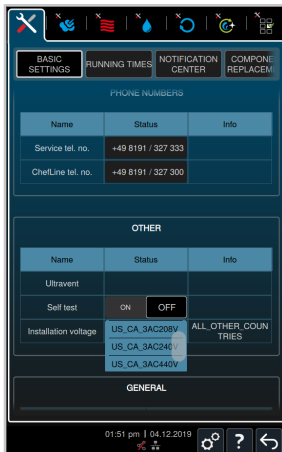 BASIC
SETTINGS
RUNNING TIMES
NOTIFICATION
CENTER
COMPONE
REPLACEM
PHONE NUMBERS
Name Status Info
Service tel. no. +49 8191 / 327 333
ChefLine tel. no. +49 8191 / 327 300
OTHER
Name Status Info
Ultravent
Self test ON OFF
Installation voltage US_CA_3AC208V ALL_OTHER_COUN
TRIES
US_CA_3AC240V
US_CA_3AC440V
GENERAL
01:51 pm | 04.12.2019
?